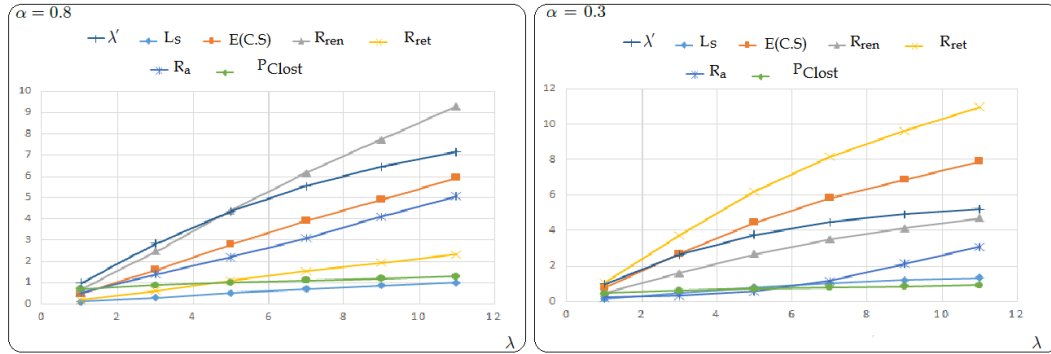 α = 0.8
λ′ Ls E(C.S) Rren Rret
Ra PClost
10
9
8
7
6
5
4
3
2
1
0
0 2 4 6 8 10 12
λ
α = 0.3
λ′ Ls E(C.S) Rren Rret
Ra PClost
12
10
8
6
4
2
0
0 2 4 6 8 10 12
λ